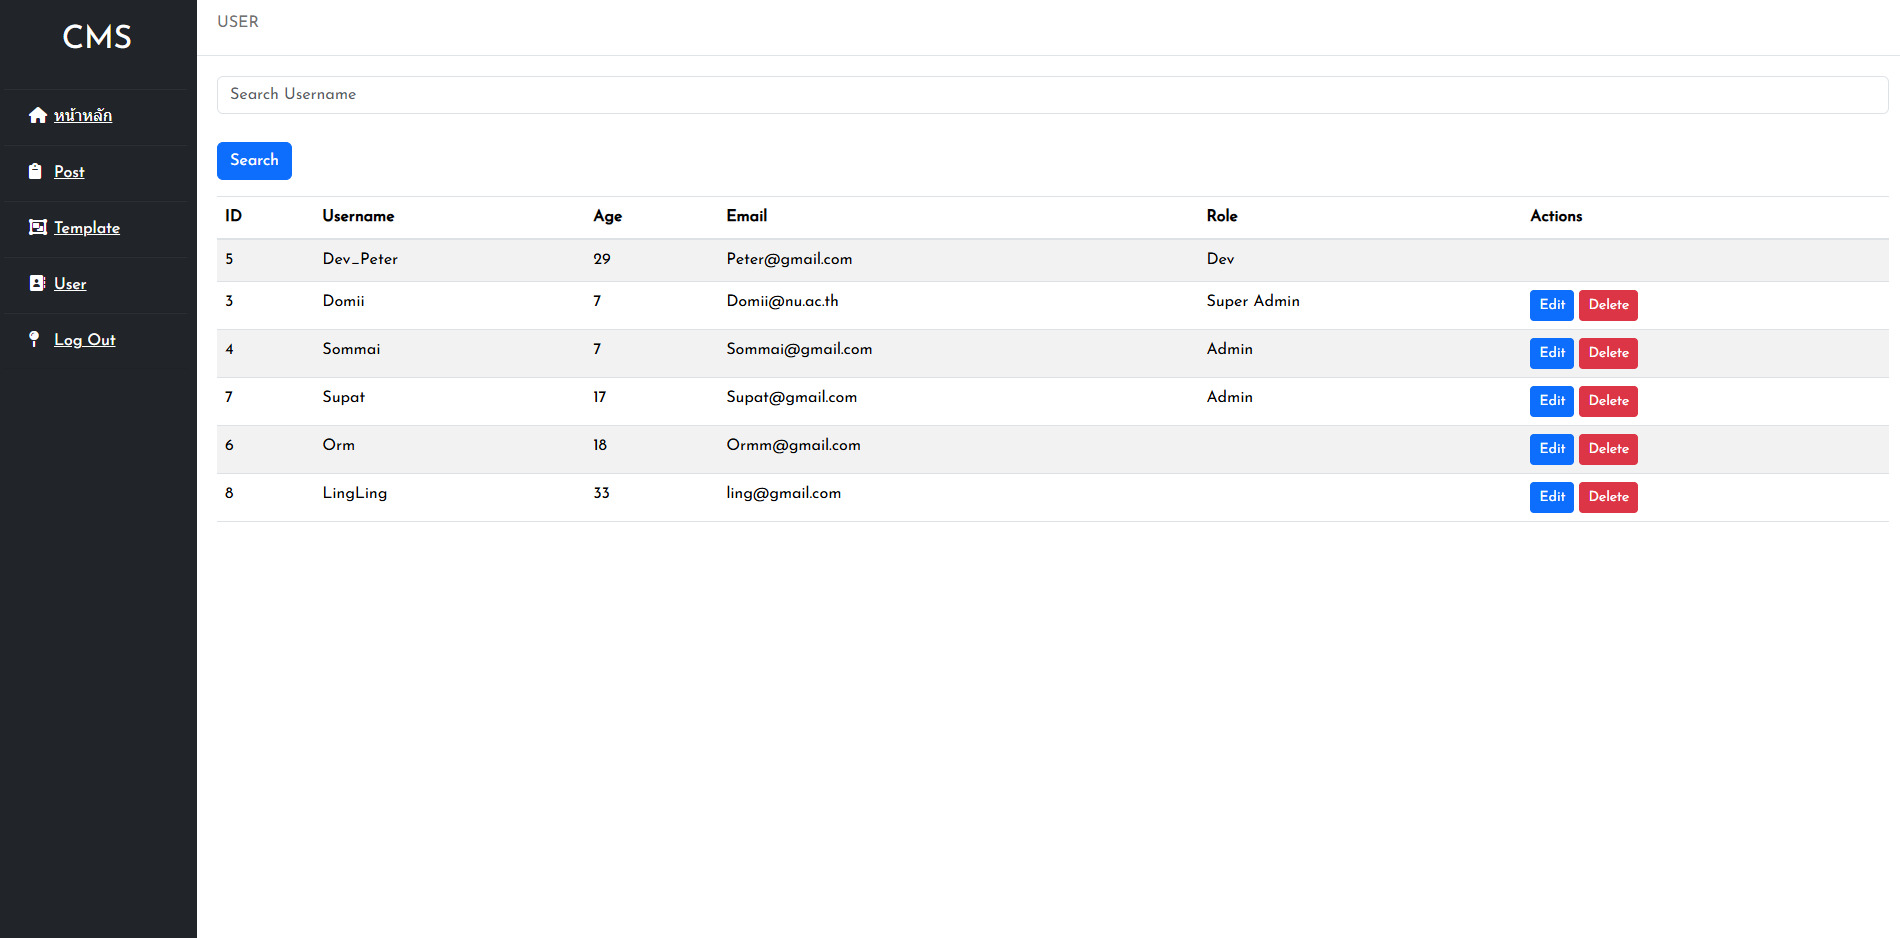 CMS
หน้าหลัก
Post
Template
User
Log Out
USER
Search Username
Search
ID Username Age Email Role Actions
5 Dev_Peter 29 Peter@gmail.com Dev
3 Domii 7 Domii@nu.ac.th Super Admin Edit Delete
4 Sommai 7 Sommai@gmail.com Admin Edit Delete
7 Supat 17 Supat@gmail.com Admin Edit Delete
6 Orm 18 Ormm@gmail.com Edit Delete
8 LingLing 33 ling@gmail.com Edit Delete